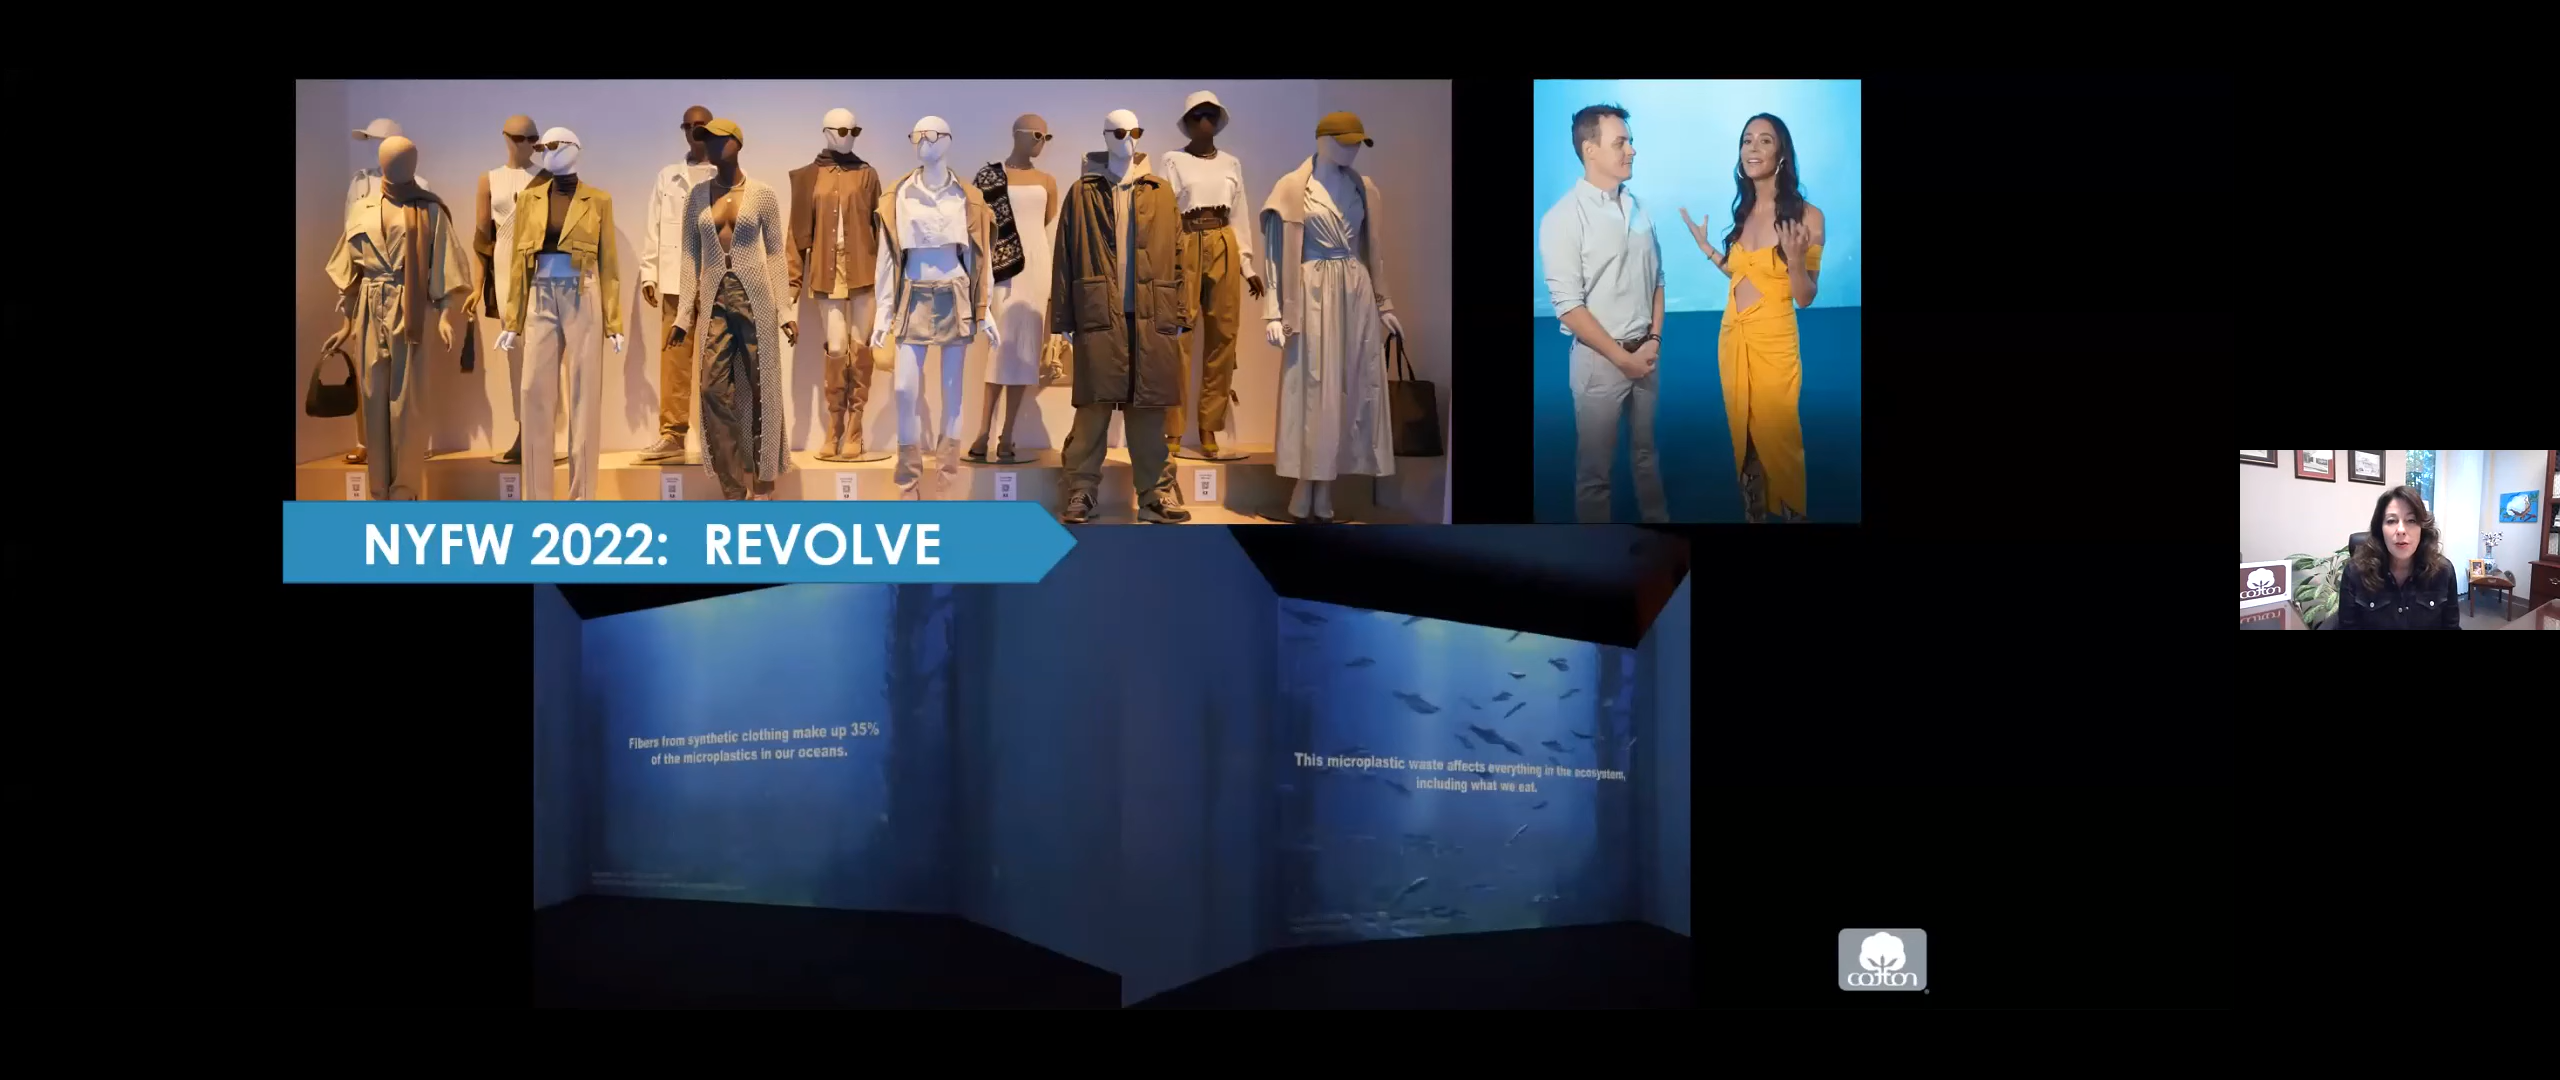 NYFW 2022: REVOLVE
Fibers from synthetic clothing make up 35%
of the microplastics in our oceans.
This microplastic waste affects everything in the ecosystem,
including what we eat.
cotton
cotton